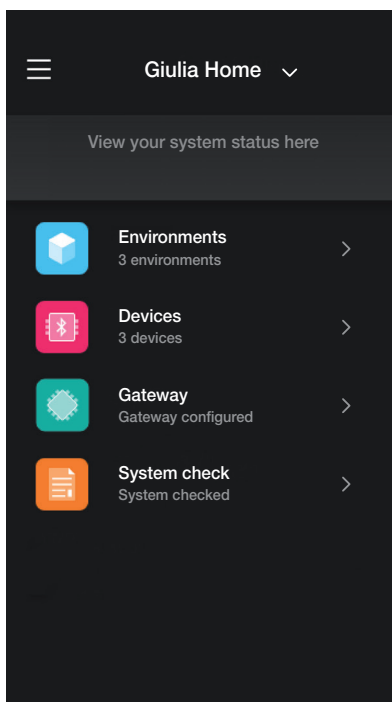 Giulia Home
View your system status here
Environments
3 environments
Devices
3 devices
Gateway
Gateway configured
System check
System checked